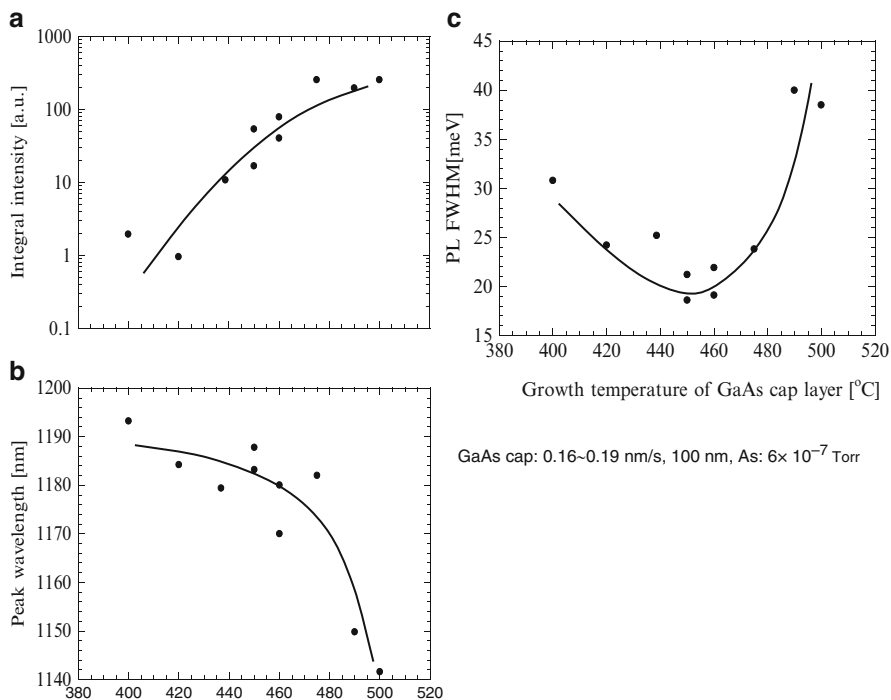 a
1000
100
10
1
0.1
Integral intensity [a.u.]
b
1200
1190
1180
1170
1160
1150
1140
Peak wavelength [nm]
380 400 420 440 460 480 500 520
c
45
40
35
30
25
20
15
PL FWHM[meV]
380 400 420 440 460 480 500 520
Growth temperature of GaAs cap layer [°C]
GaAs cap: 0.16~0.19 nm/s, 100 nm, As: 6× 10⁻⁷ Torr